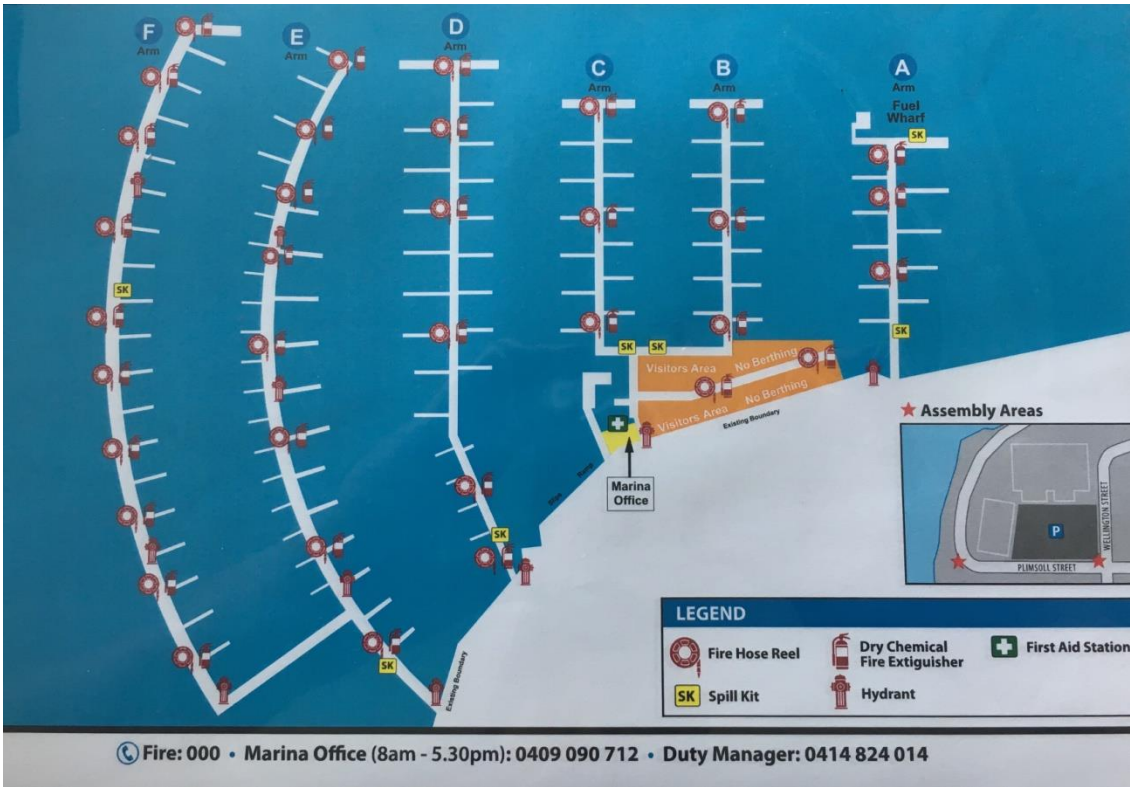 F
Arm
E
Arm
D
Arm
C
Arm
B
Arm
A
Arm
Fuel
Wharf
SK
SK
SK
SK
SK
SK
SK
Visitors Area No Berthing
Visitors Area No Berthing
Existing Boundary
Marina
Office
Ramp
Existing Boundary
★ Assembly Areas
P
WELLINGTON STREET
PLIMSOLL STREET
LEGEND
Fire Hose Reel
Dry Chemical
Fire Extiguisher
First Aid Station
SK Spill Kit
Hydrant
Fire: 000 • Marina Office (8am - 5.30pm): 0409 090 712 • Duty Manager: 0414 824 014